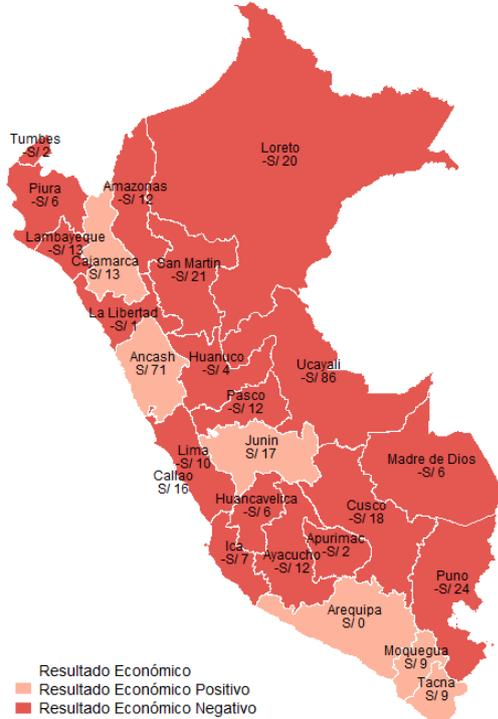 Tumbes
-S/ 2
Piura
-S/ 6
Lambayeque
-S/ 13
Amazonas
-S/ 12
Loreto
-S/ 20
Cajamarca
S/ 13
San Martin
-S/ 21
La Libertad
-S/ 1
Ancash
S/ 71
Huanuco
-S/ 4
Ucayali
-S/ 86
Pasco
-S/ 12
Lima
-S/ 10
Callao
S/ 16
Junin
S/ 17
Madre de Dios
-S/ 6
Huancavelica
-S/ 6
Cusco
-S/ 18
Ica
-S/ 7
Ayacucho
-S/ 12
Apurimac
-S/ 2
Puno
-S/ 24
Arequipa
S/ 0
Moquegua
S/ 9
Tacna
S/ 9
Resultado Económico
Resultado Económico Positivo
Resultado Económico Negativo